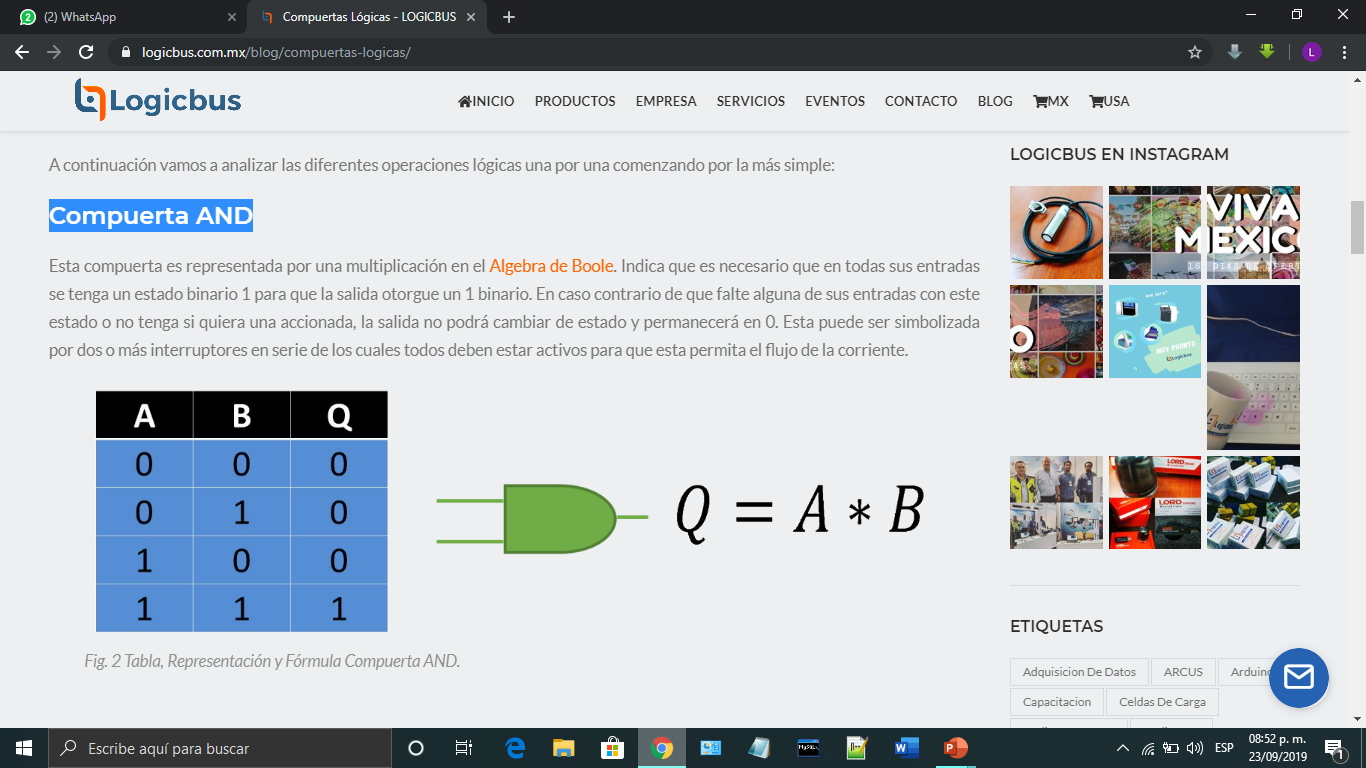 2
(2) WhatsApp
Compuertas Lógicas - LOGICBUS
logicbus.com.mx/blog/compuertas-logicas/
L
Logicbus
INICIO PRODUCTOS EMPRESA SERVICIOS EVENTOS CONTACTO BLOG MX USA
A continuación vamos a analizar las diferentes operaciones lógicas una por una comenzando por la más simple:
Compuerta AND
Esta compuerta es representada por una multiplicación en el Algebra de Boole. Indica que es necesario que en todas sus entradas
se tenga un estado binario 1 para que la salida otorgue un 1 binario. En caso contrario de que falte alguna de sus entradas con este
estado o no tenga si quiera una accionada, la salida no podrá cambiar de estado y permanecerá en 0. Esta puede ser simbolizada
por dos o más interruptores en serie de los cuales todos deben estar activos para que esta permita el flujo de la corriente.
A B Q
0 0 0
0 1 0
1 0 0
1 1 1
Q = A * B
Fig. 2 Tabla, Representación y Fórmula Compuerta AND.
LOGICBUS EN INSTAGRAM
VIVA
MEXIC
MUY PRONTO
Logicbus
LORD
LORD
ETIQUETAS
Adquisicion De Datos ARCUS Arduino
Capacitacion Celdas De Carga
Escribe aquí para buscar
MySQL
ESP
08:52 p. m.
23/09/2019
1